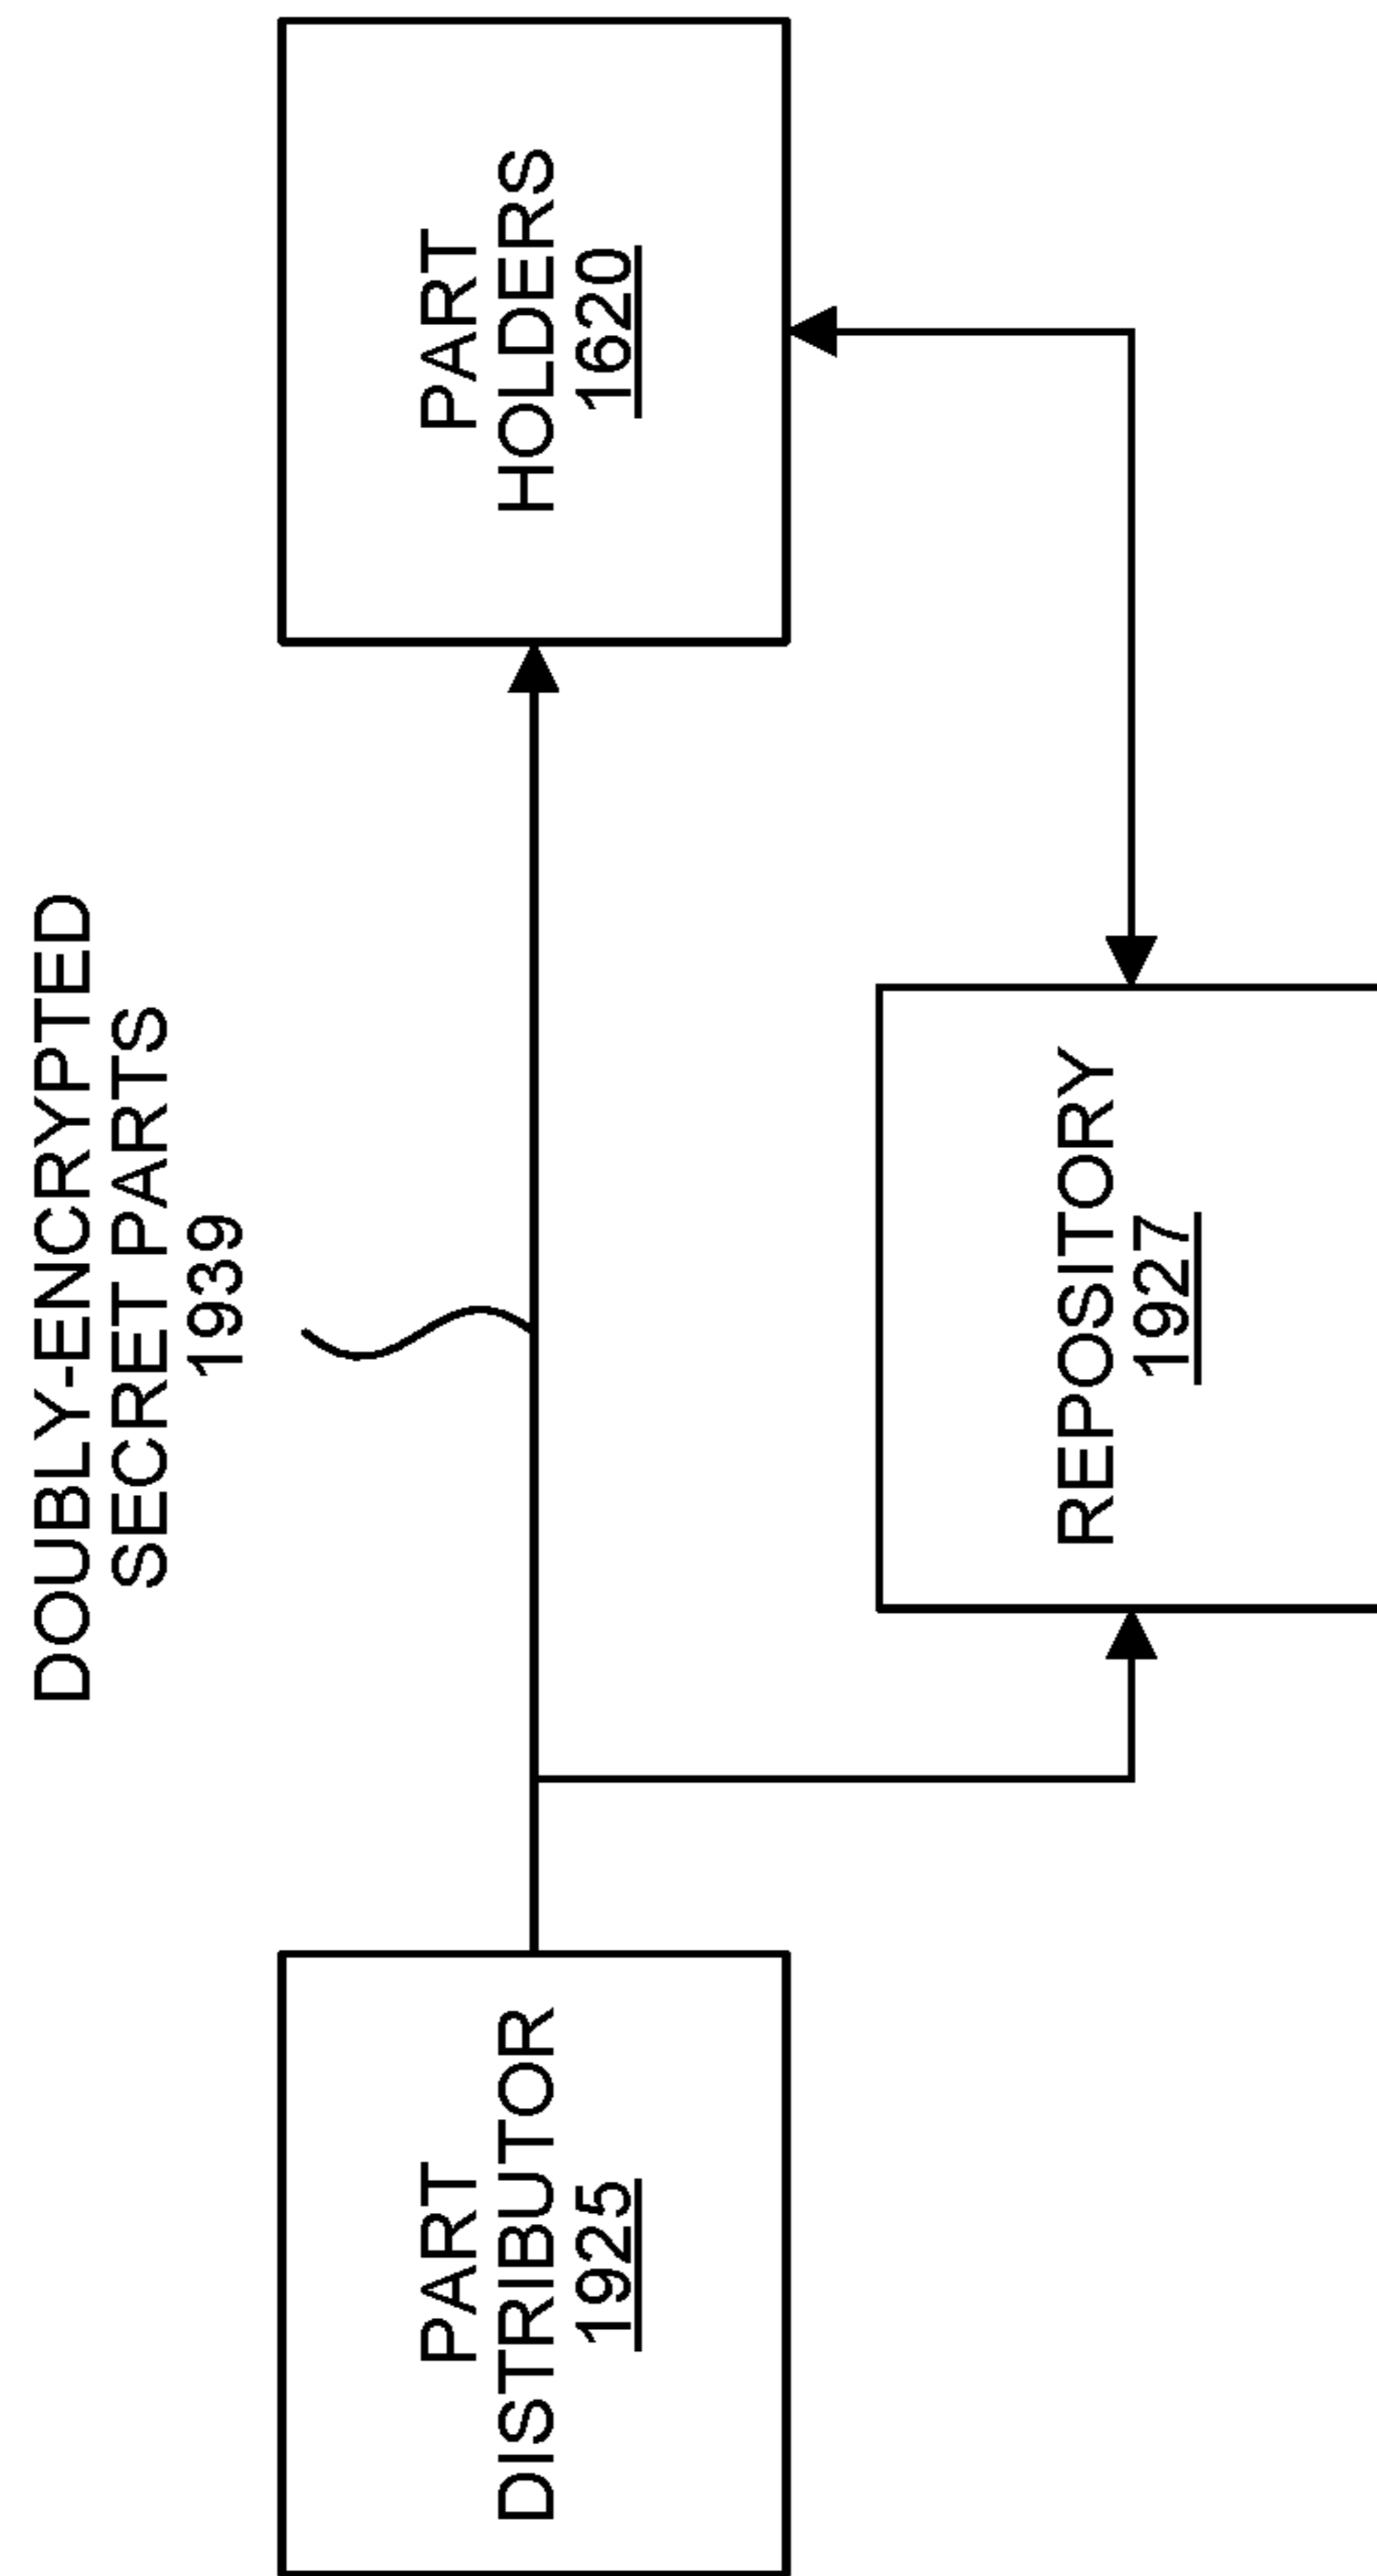 DOUBLY-ENCRYPTED
SECRET PARTS
1939
PART
DISTRIBUTOR
1925
PART
HOLDERS
1620
REPOSITORY
1927